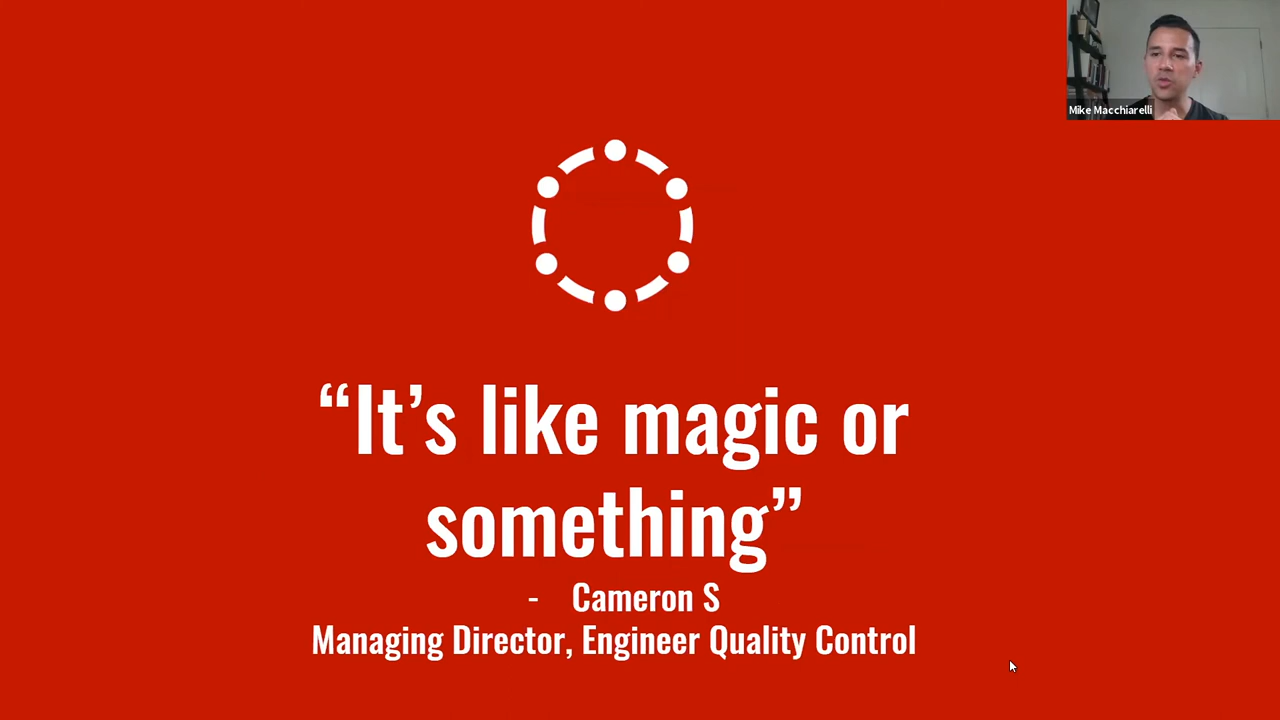 Mike Macchiarelli
“It’s like magic or
something”
- Cameron S
Managing Director, Engineer Quality Control